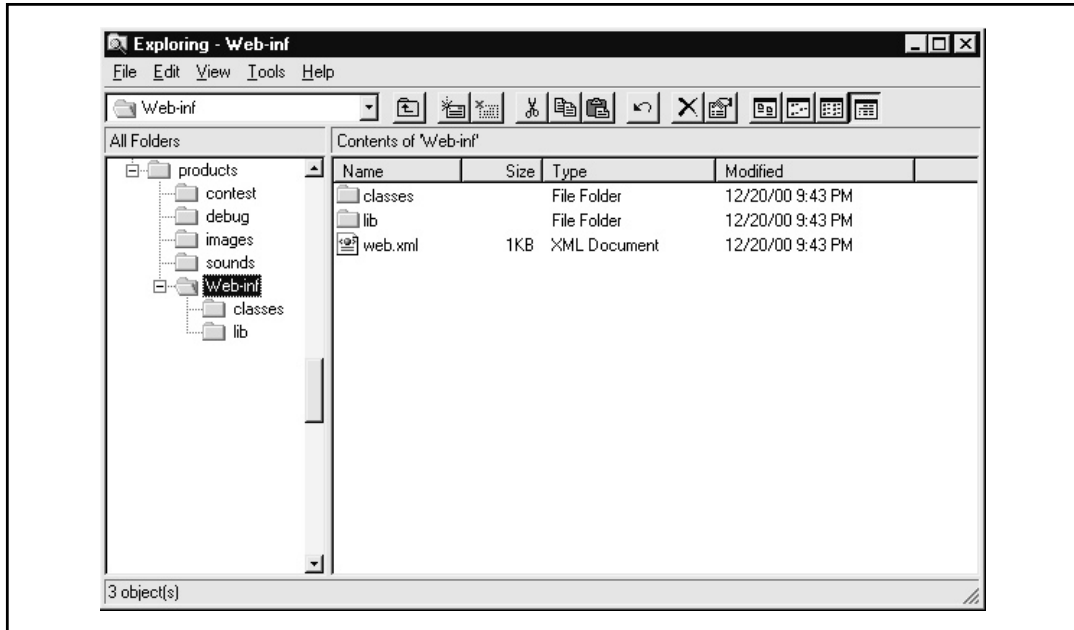 Exploring - Web-inf
File Edit View Tools Help
Web-inf
All Folders
Contents of 'Web-inf'
products
contest
debug
images
sounds
Web-inf
classes
lib
Name Size Type Modified
classes File Folder 12/20/00 9:43 PM
lib File Folder 12/20/00 9:43 PM
web.xml 1KB XML Document 12/20/00 9:43 PM
3 object(s)